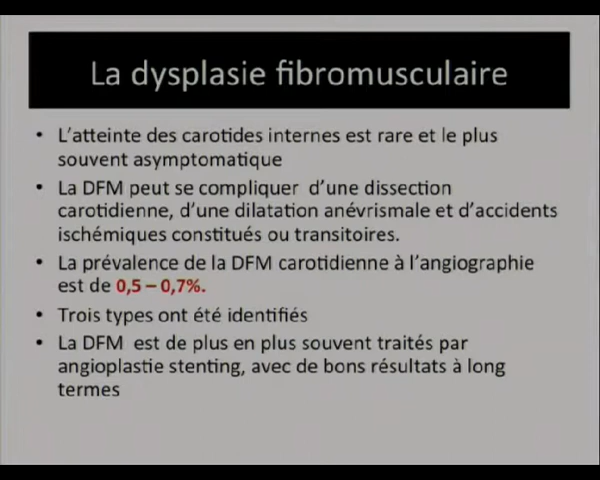 La dysplasie fibromusculaire
• L'atteinte des carotides internes est rare et le plus
souvent asymptomatique
• La DFM peut se compliquer d'une dissection
carotidienne, d'une dilatation anévrismale et d'accidents
ischémiques constitués ou transitoires.
• La prévalence de la DFM carotidienne à l'angiographie
est de 0,5 – 0,7%.
• Trois types ont été identifiés
• La DFM est de plus en plus souvent traités par
angioplastie stenting, avec de bons résultats à long
termes